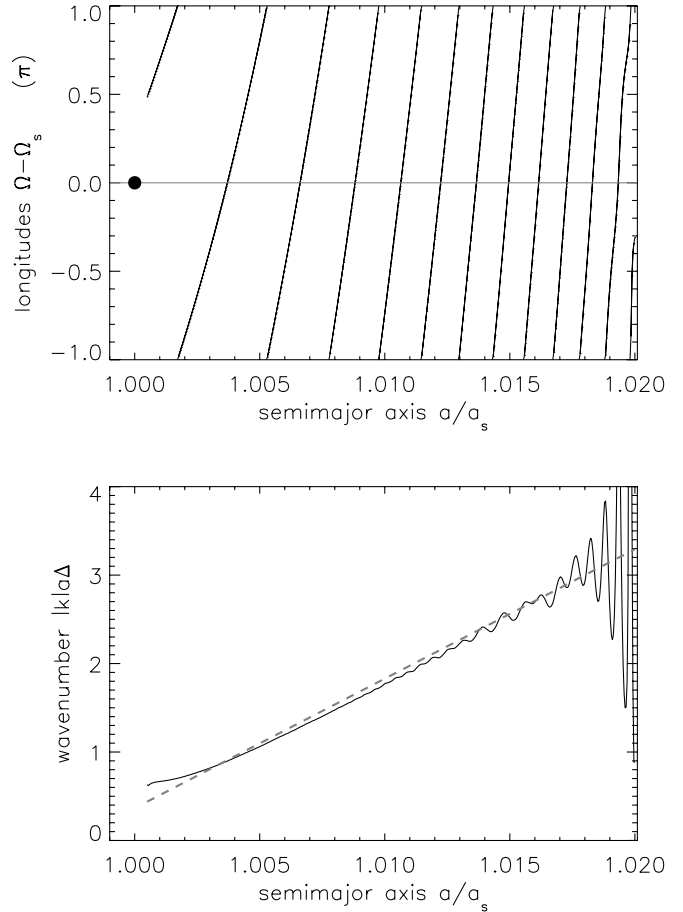 longitudes Ω−Ωs (π)
1.0
0.5
0.0
−0.5
−1.0
1.000 1.005 1.010 1.015 1.020
semimajor axis a/as
wavenumber |k|aΔ
4
3
2
1
0
1.000 1.005 1.010 1.015 1.020
semimajor axis a/as